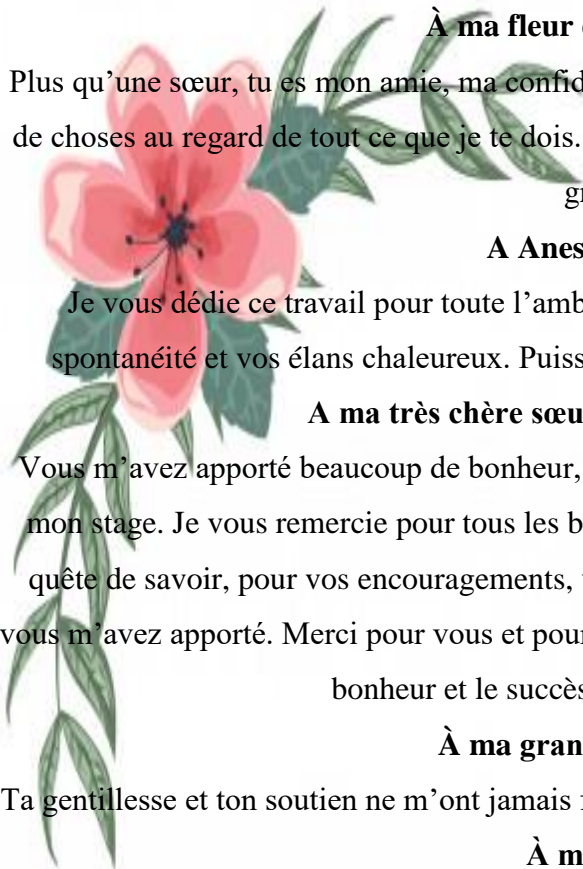 À ma fleur
Plus qu’une sœur, tu es mon amie, ma confid
de choses au regard de tout ce que je te dois.
gr
A Anes
Je vous dédie ce travail pour toute l’amb
spontanéité et vos élans chaleureux. Puiss
A ma très chère sœu
Vous m’avez apporté beaucoup de bonheur,
mon stage. Je vous remercie pour tous les b
quête de savoir, pour vos encouragements,
vous m’avez apporté. Merci pour vous et pour
bonheur et le succès
À ma gran
Ta gentillesse et ton soutien ne m’ont jamais
À m